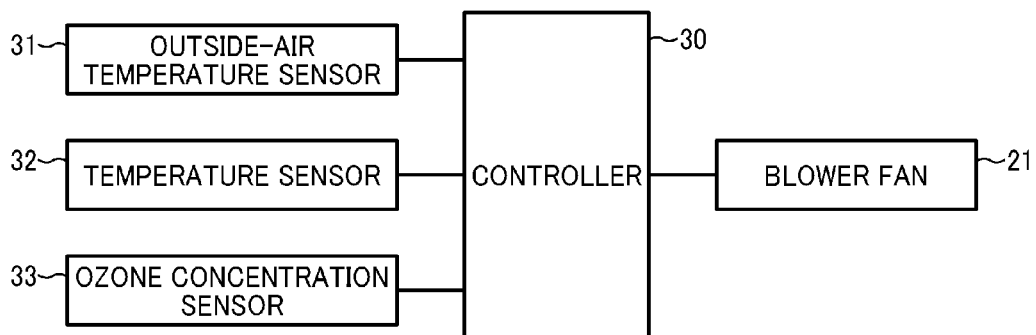 31
OUTSIDE-AIR
TEMPERATURE SENSOR
32
TEMPERATURE SENSOR
33
OZONE CONCENTRATION
SENSOR
30
CONTROLLER
BLOWER FAN
21